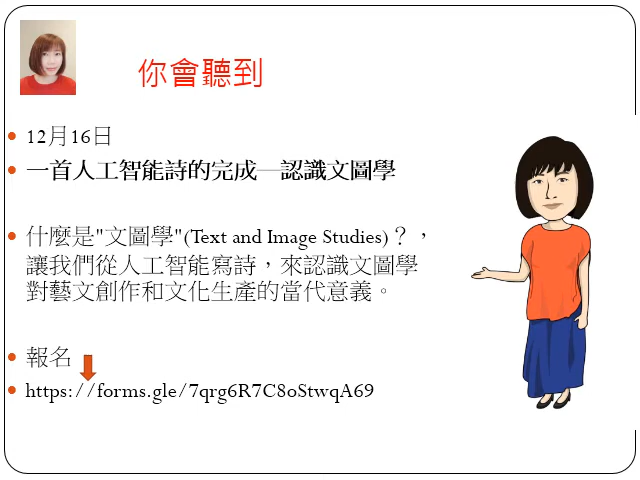 你會聽到
12月16日
一首人工智能詩的完成—認識文圖學
什麼是"文圖學"(Text and Image Studies)？，
讓我們從人工智能寫詩，來認識文圖學
對藝文創作和文化生產的當代意義。
報名
https://forms.gle/7qrg6R7C8oStwqA69